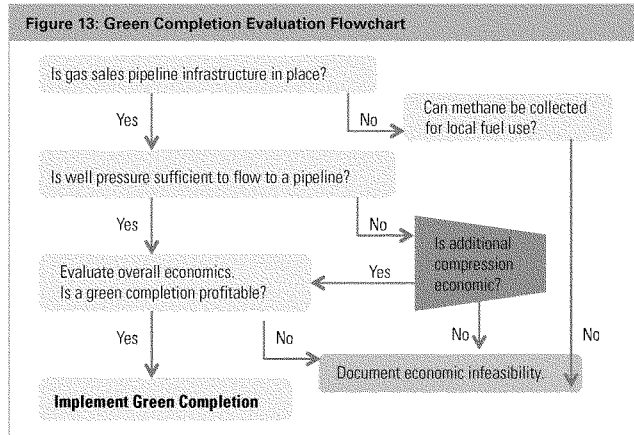 Figure 13: Green Completion Evaluation Flowchart
Is gas sales pipeline infrastructure in place?
Yes
No
Can methane be collected
for local fuel use?
Is well pressure sufficient to flow to a pipeline?
Yes
No
Is additional
compression
economic?
Yes
Evaluate overall economics.
Is a green completion profitable?
Yes
No
No
No
Document economic infeasibility.
Implement Green Completion